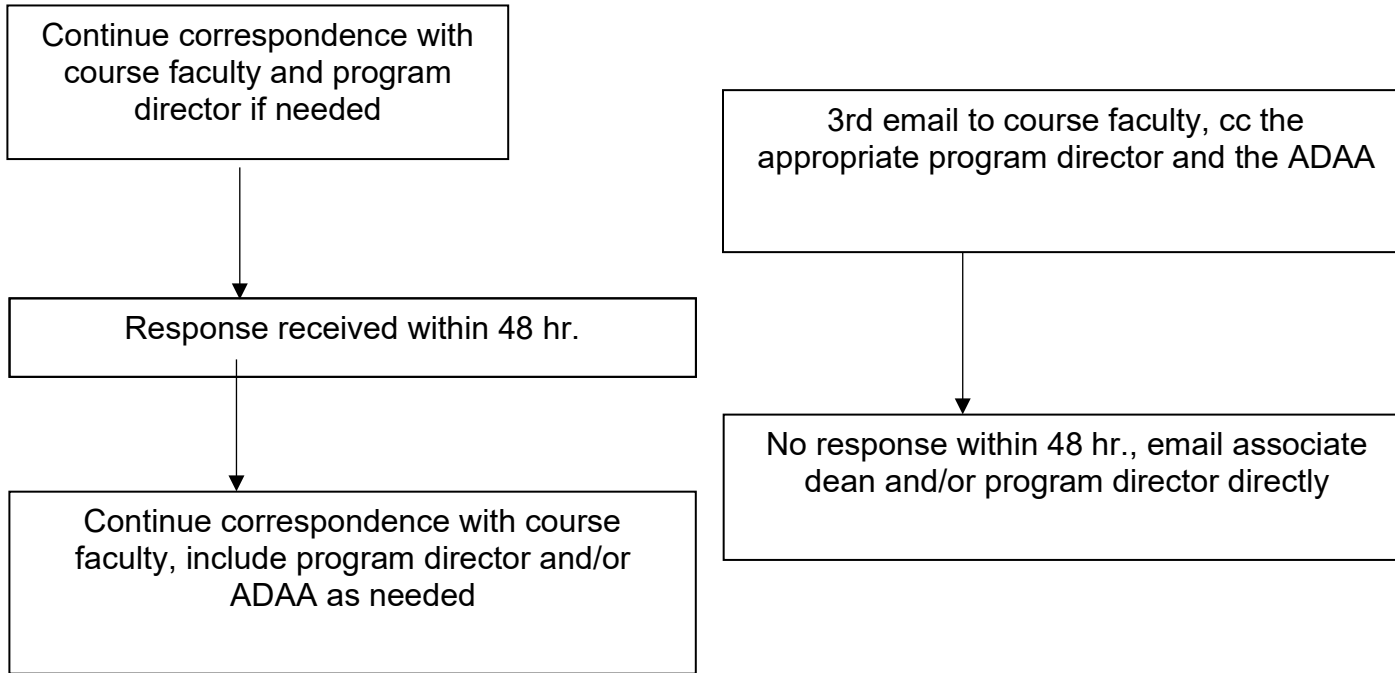 Continue correspondence with
course faculty and program
director if needed
3rd email to course faculty, cc the
appropriate program director and the ADAA
Response received within 48 hr.
No response within 48 hr., email associate
dean and/or program director directly
Continue correspondence with course
faculty, include program director and/or
ADAA as needed